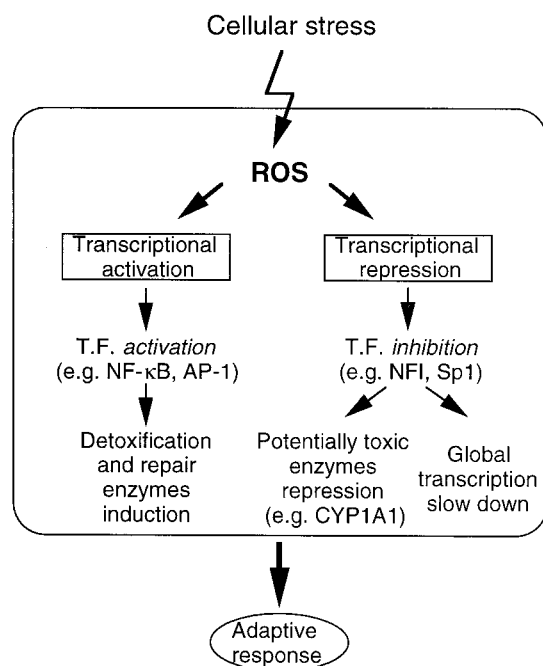 Cellular stress
ROS
Transcriptional
activation
Transcriptional
repression
T.F. activation
(e.g. NF-κB, AP-1)
T.F. inhibition
(e.g. NFI, Sp1)
Detoxification
and repair
enzymes
induction
Potentially toxic
enzymes
repression
(e.g. CYP1A1)
Global
transcription
slow down
Adaptive
response